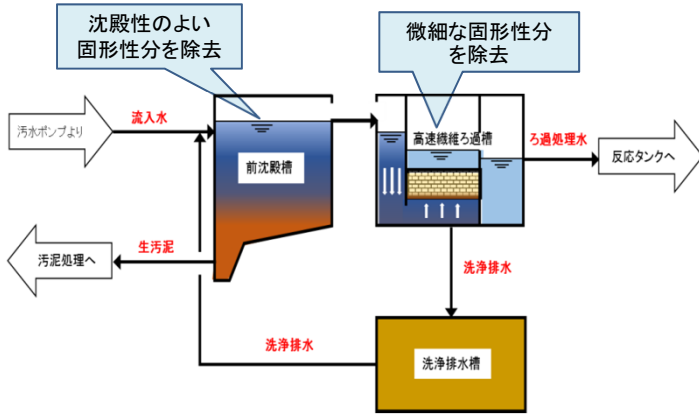 沈殿性のよい
固形性分を除去
微細な固形性分
を除去
汚水ポンプより
流入水
前沈殿槽
高速繊維ろ過槽
ろ過処理水
反応タンクへ
生汚泥
汚泥処理へ
洗浄排水
洗浄排水
洗浄排水槽